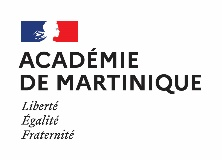 ACADÉMIE
DE MARTINIQUE
Liberté
Égalité
Fraternité